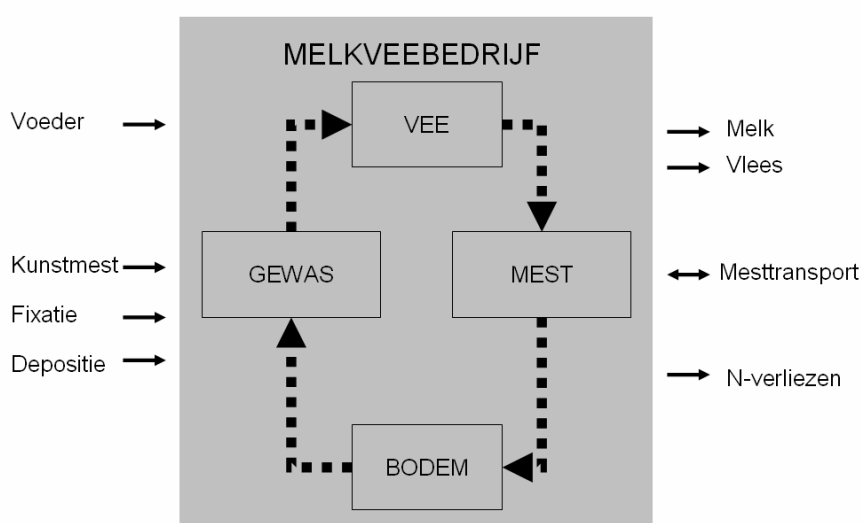 MELKVEEBEDRIJF
Voeder
VEE
Melk
Vlees
Kunstmest
GEWAS
MEST
Mesttransport
Fixatie
Depositie
N-verliezen
BODEM